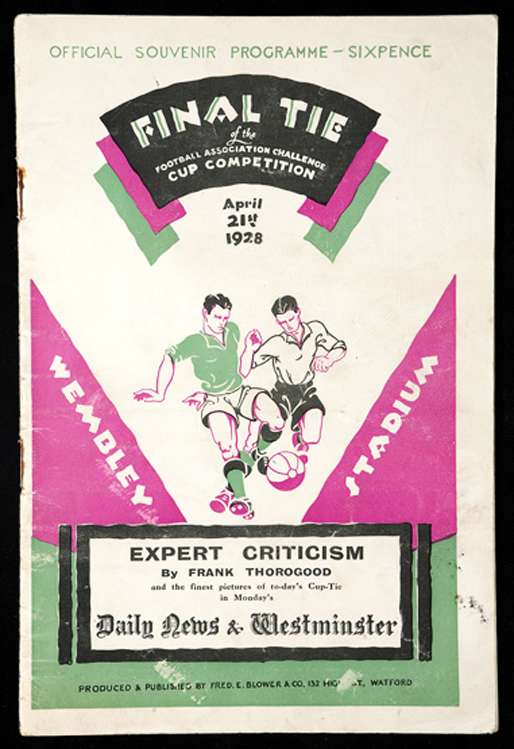 OFFICIAL SOUVENIR PROGRAMME – SIXPENCE
FINAL TIE
of the
FOOTBALL ASSOCIATION CHALLENGE
CUP COMPETITION
April
21st
1928
WEMBLEY
STADIUM
EXPERT CRITICISM
By FRANK THOROGOOD
and the finest pictures of to-day's Cup-Tie
in Monday's
Daily News & Westminster
PRODUCED & PUBLISHED BY FRED. E. BLOWER & CO., 132 HIGH ST., WATFORD